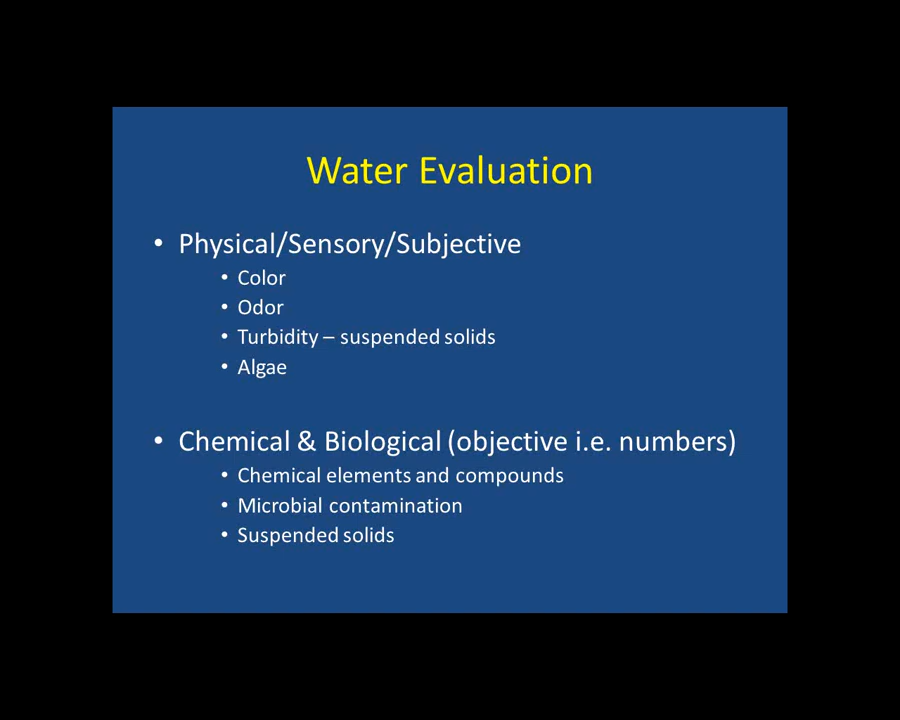 Water Evaluation
• Physical/Sensory/Subjective
• Color
• Odor
• Turbidity – suspended solids
• Algae
• Chemical & Biological (objective i.e. numbers)
• Chemical elements and compounds
• Microbial contamination
• Suspended solids